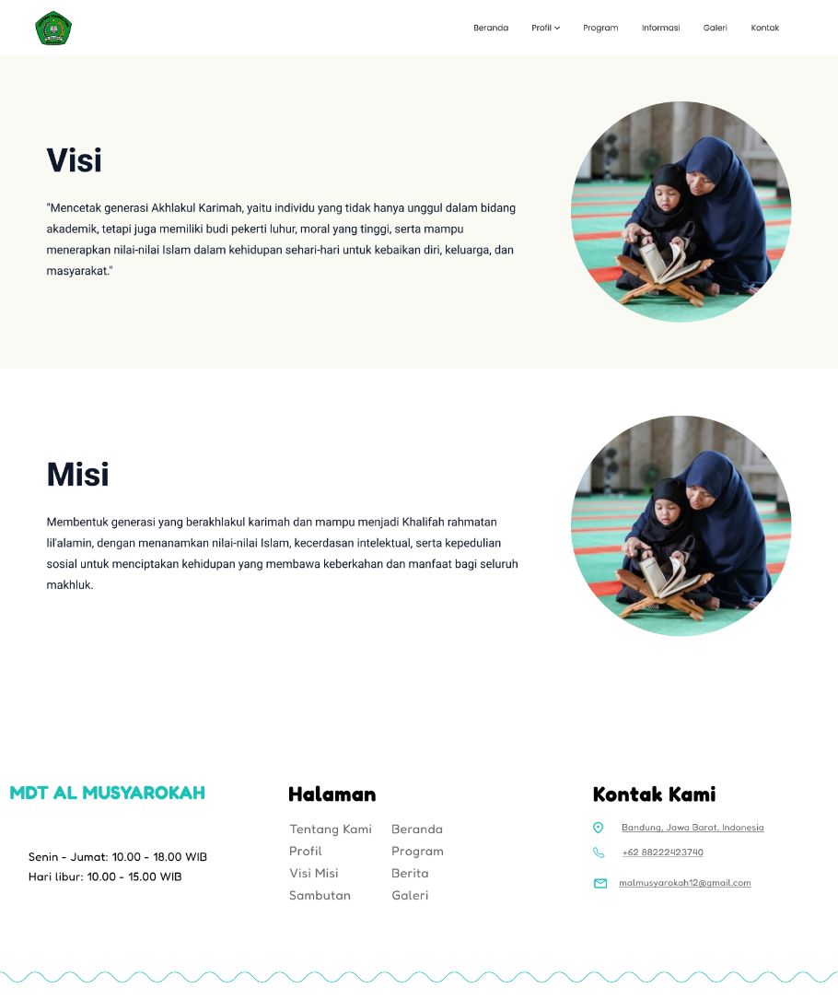 Beranda Profil Program Informasi Galeri Kontak
Visi
"Mencetak generasi Akhlakul Karimah, yaitu individu yang tidak hanya unggul dalam bidang
akademik, tetapi juga memiliki budi pekerti luhur, moral yang tinggi, serta mampu
menerapkan nilai-nilai Islam dalam kehidupan sehari-hari untuk kebaikan diri, keluarga, dan
masyarakat."
Misi
Membentuk generasi yang berakhlakul karimah dan mampu menjadi Khalifah rahmatan
lil'alamin, dengan menanamkan nilai-nilai Islam, kecerdasan intelektual, serta kepedulian
sosial untuk menciptakan kehidupan yang membawa keberkahan dan manfaat bagi seluruh
makhluk.
MDT AL MUSYAROKAH
Senin - Jumat: 10.00 - 18.00 WIB
Hari libur: 10.00 - 15.00 WIB
Halaman
Tentang Kami Beranda
Profil Program
Visi Misi Berita
Sambutan Galeri
Kontak Kami
Bandung, Jawa Barat, Indonesia
+62 88222423740
malmusyarokah12@gmail.com